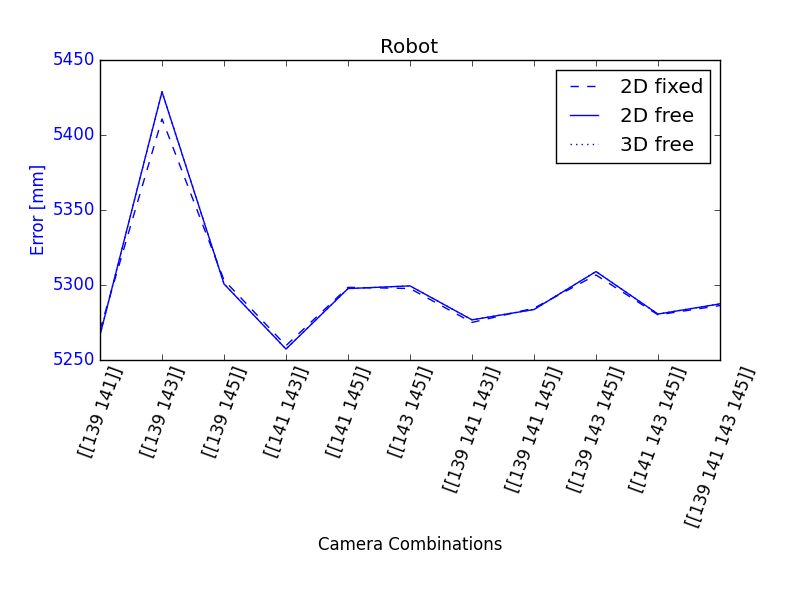 Robot
2D fixed
2D free
3D free
5450
5400
5350
5300
5250
Error [mm]
[[139 141]]
[[139 143]]
[[139 145]]
[[141 143]]
[[141 145]]
[[143 145]]
[[139 141 143]]
[[139 141 145]]
[[139 143 145]]
[[141 143 145]]
[[139 141 143 145]]
Camera Combinations